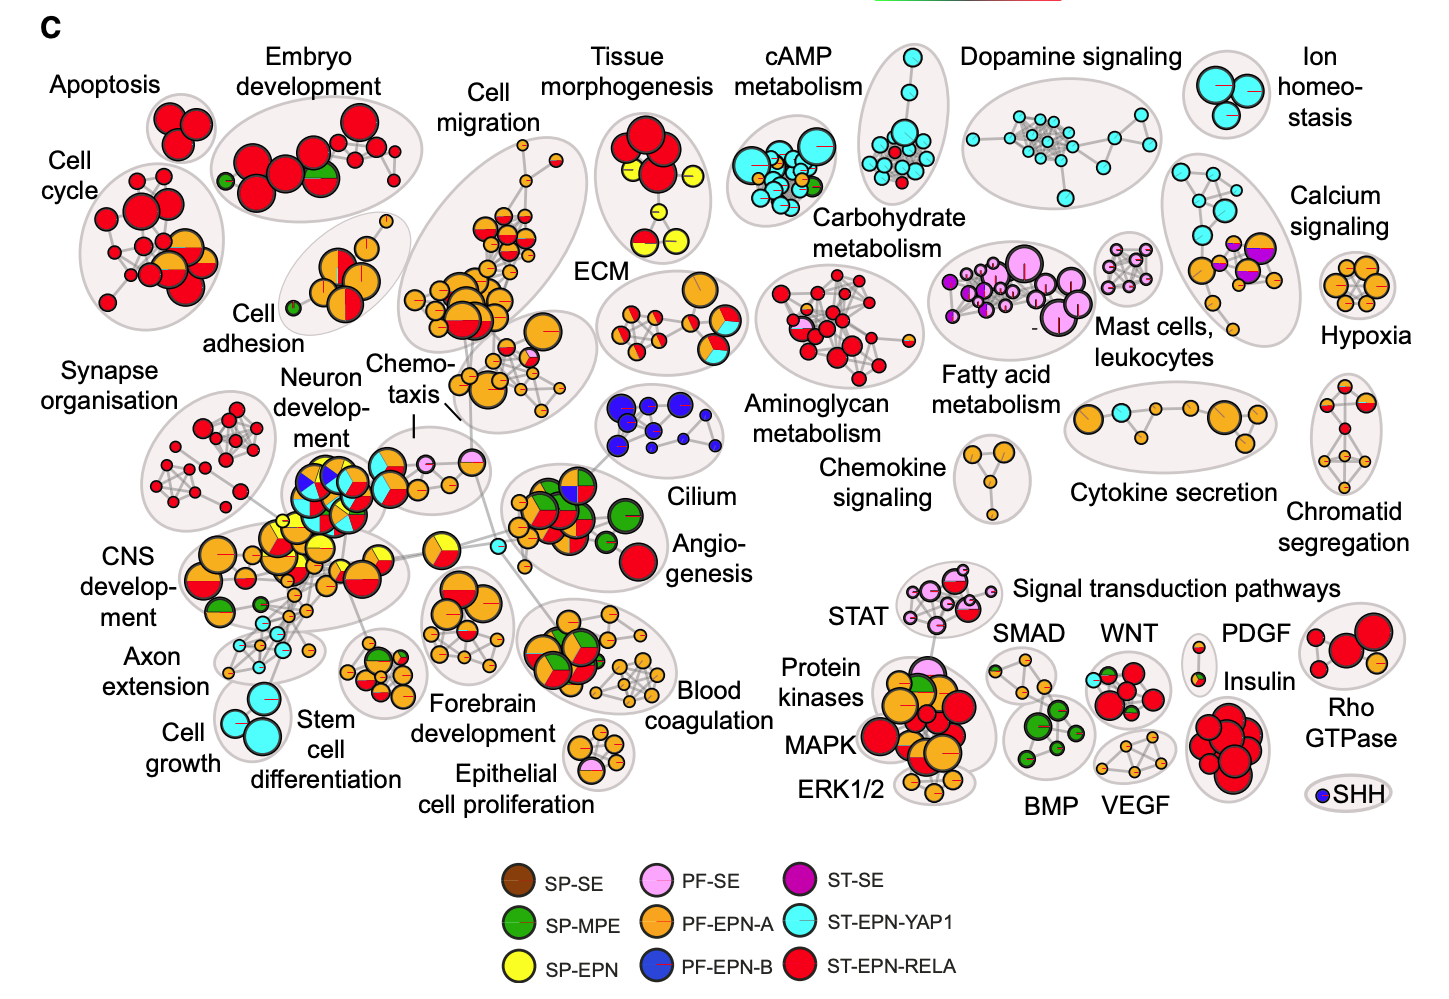 C
Embryo
development
Tissue
morphogenesis
cAMP
metabolism
Dopamine signaling
Ion
homeo-
stasis
Apoptosis
Cell
migration
Cell
cycle
Calcium
signaling
Carbohydrate
metabolism
ECM
Cell
adhesion
Mast cells,
leukocytes
Hypoxia
Synapse
organisation
Neuron
develop-
ment
Chemo-
taxis
Fatty acid
metabolism
Aminoglycan
metabolism
Chemokine
signaling
Cytokine secretion
Cilium
Chromatid
segregation
CNS
develop-
ment
Angio-
genesis
Signal transduction pathways
STAT
SMAD
WNT
PDGF
Axon
extension
Protein
kinases
Insulin
Forebrain
development
Blood
coagulation
Rho
GTPase
Cell
growth
Stem
cell
differentiation
MAPK
Epithelial
cell proliferation
ERK1/2
BMP
VEGF
SHH
SP-SE
PF-SE
ST-SE
SP-MPE
PF-EPN-A
ST-EPN-YAP1
SP-EPN
PF-EPN-B
ST-EPN-RELA